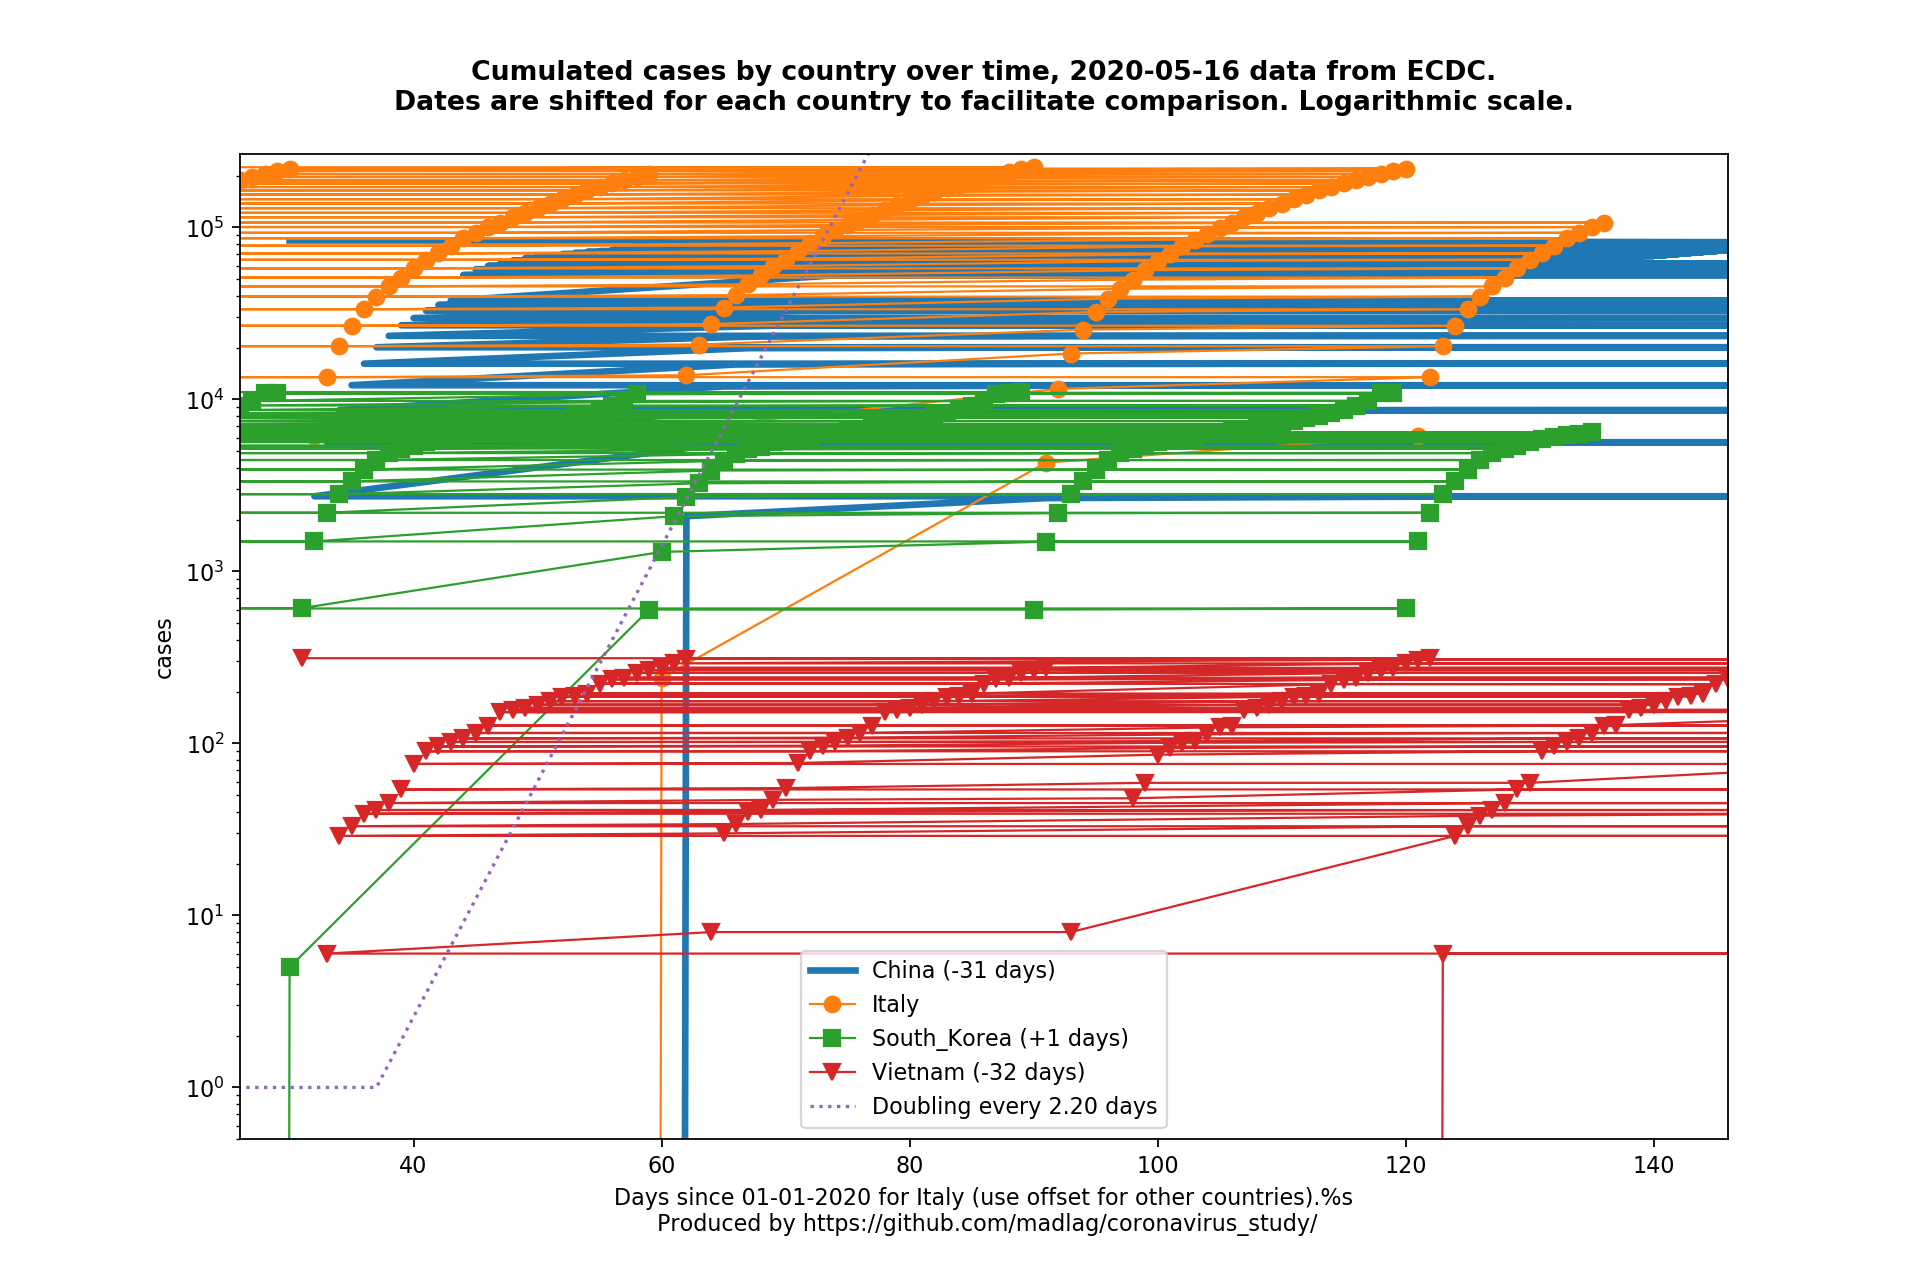 Cumulated cases by country over time, 2020-05-16 data from ECDC.
Dates are shifted for each country to facilitate comparison. Logarithmic scale.
cases
10^5
10^4
10^3
10^2
10^1
10^0
China (-31 days)
Italy
South_Korea (+1 days)
Vietnam (-32 days)
Doubling every 2.20 days
40 60 80 100 120 140
Days since 01-01-2020 for Italy (use offset for other countries).%s
Produced by https://github.com/madlag/coronavirus_study/